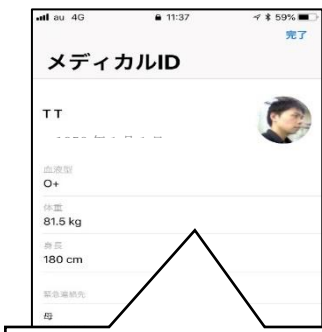 au 4G 11:37 59%
完了
メディカルID
TT
血液型
O+
体重
81.5 kg
身長
180 cm
緊急連絡先
母